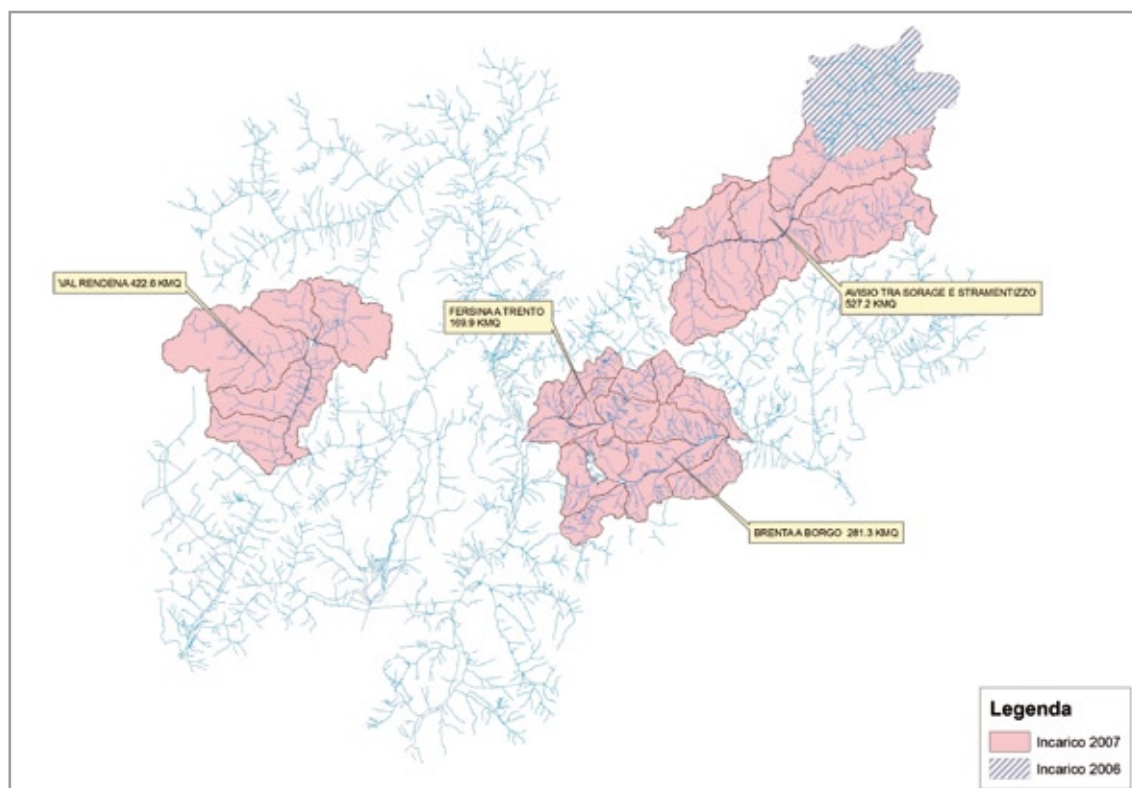 VAL RENDENA 422.6 KMQ
FERSINA A TRENTO
169.9 KMQ
AVISIO TRA SORAGE E STRAMENTIZZO
527.2 KMQ
BRENTA A BORGO 281.3 KMQ
Legenda
Incarico 2007
Incarico 2006